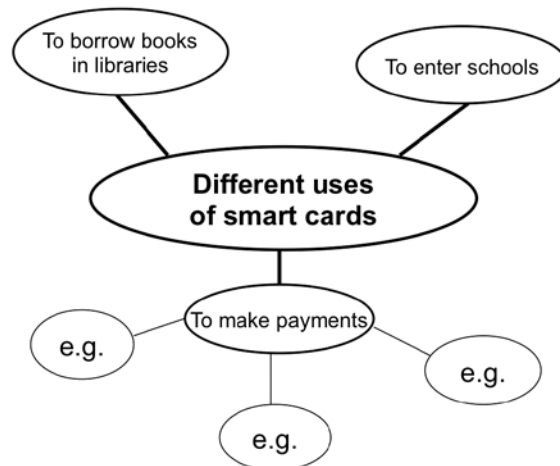 To borrow books
in libraries
To enter schools
Different uses
of smart cards
To make payments
e.g.
e.g.
e.g.